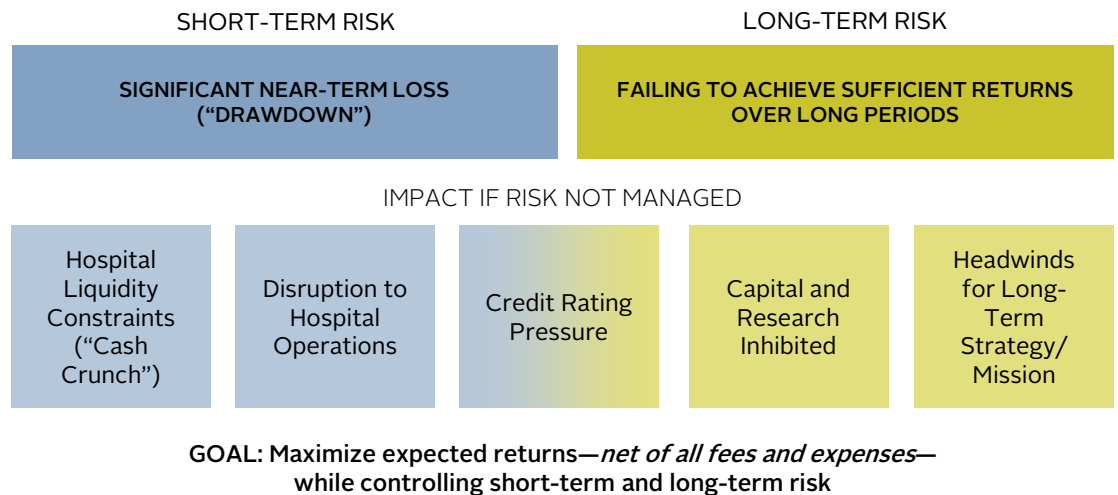 SHORT-TERM RISK
LONG-TERM RISK
SIGNIFICANT NEAR-TERM LOSS
(“DRAWDOWN”)
FAILING TO ACHIEVE SUFFICIENT RETURNS
OVER LONG PERIODS
IMPACT IF RISK NOT MANAGED
Hospital
Liquidity
Constraints
(“Cash
Crunch”)
Disruption to
Hospital
Operations
Credit Rating
Pressure
Capital and
Research
Inhibited
Headwinds
for Long-
Term
Strategy/
Mission
GOAL: Maximize expected returns—net of all fees and expenses—
while controlling short-term and long-term risk